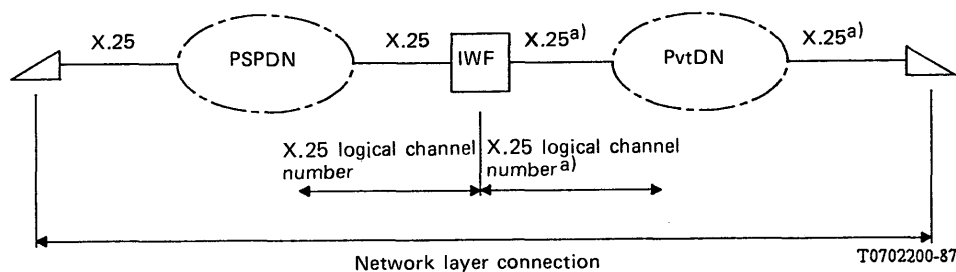 X.25
PSPDN
X.25
IWF
X.25a)
PvtDN
X.25a)
X.25 logical channel
number
X.25 logical channel
numbera)
T0702200-87
Network layer connection